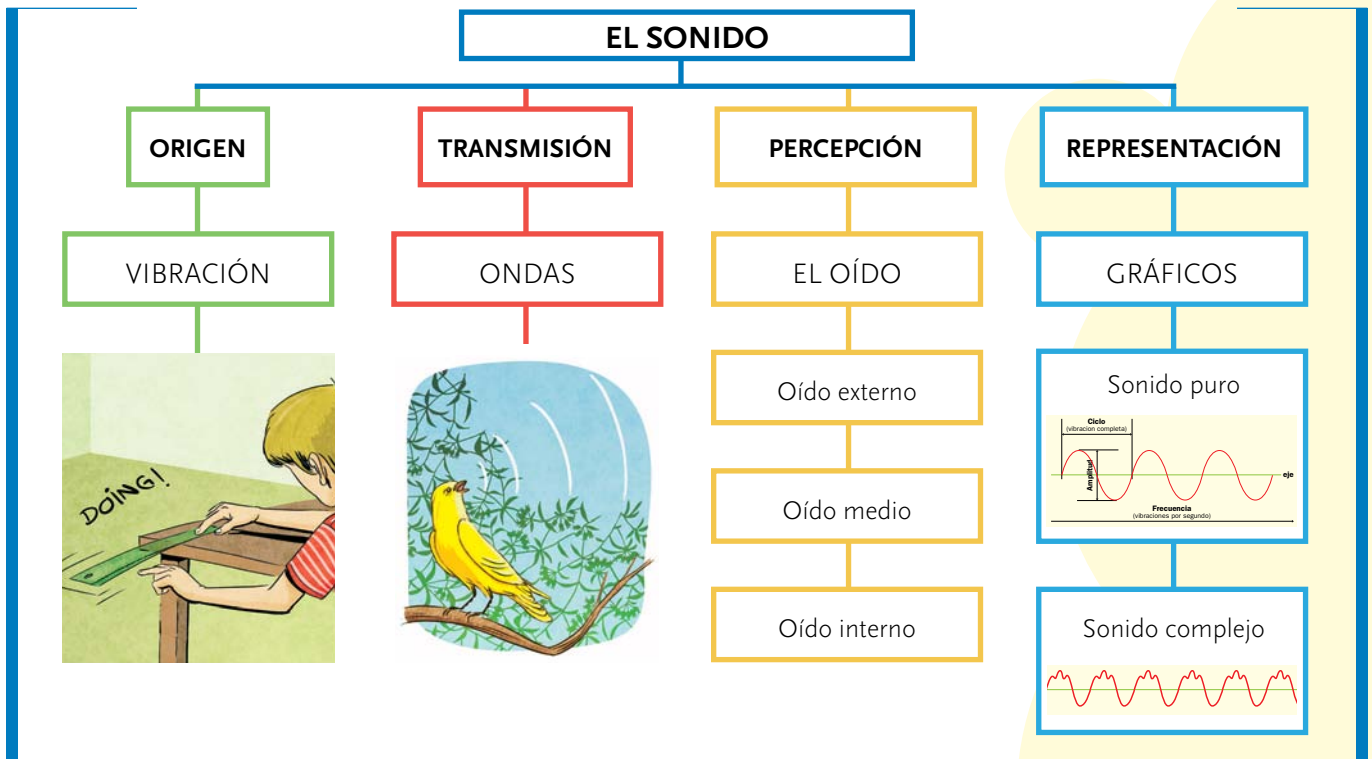 EL SONIDO
ORIGEN
VIBRACIÓN
DOING!
TRANSMISIÓN
ONDAS
PERCEPCIÓN
EL OÍDO
Oído externo
Oído medio
Oído interno
REPRESENTACIÓN
GRÁFICOS
Sonido puro
Ciclo
(vibracion completa)
Amplitud
eje
Frecuencia
(vibraciones por segundo)
Sonido complejo